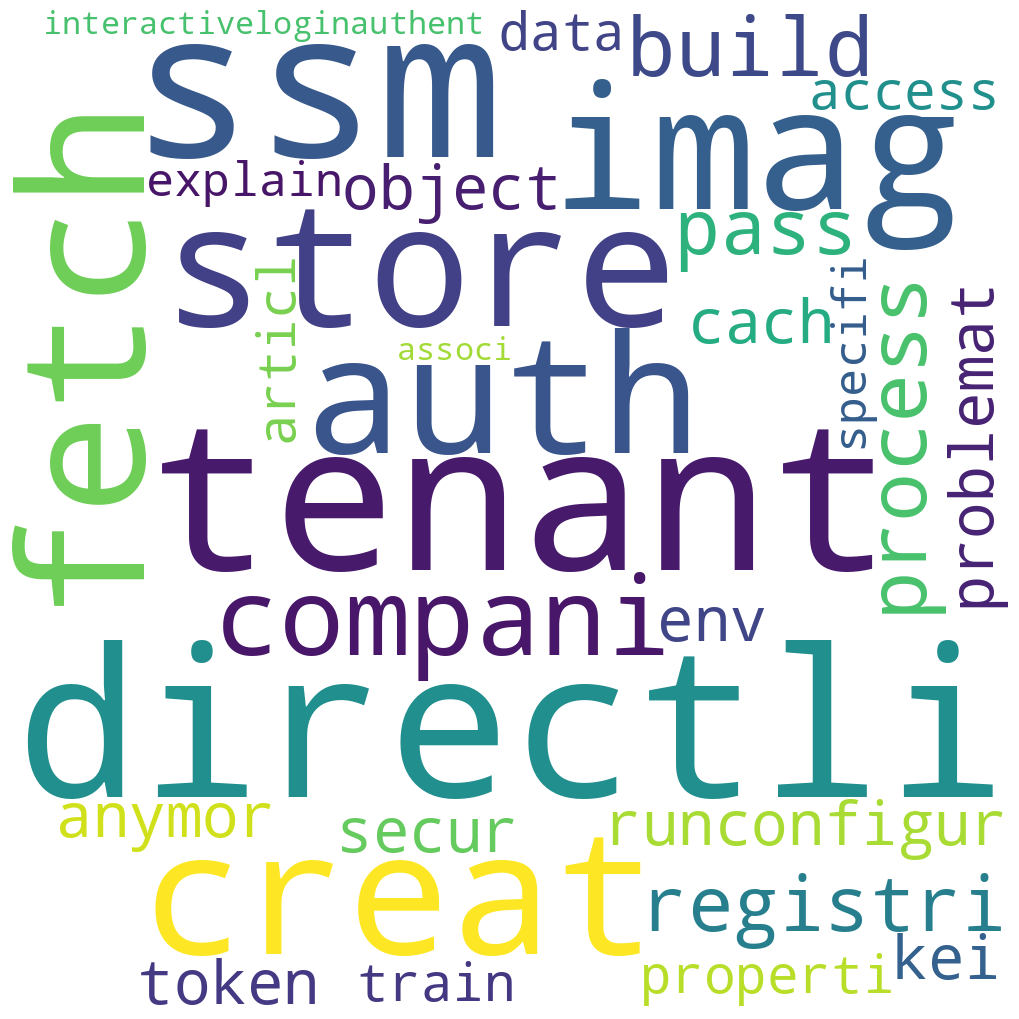 interactiveloginauthent
data
build
ssm
imag
access
fetch
explain
object
store
pass
articl
cach
specifi
process
problemat
associ
auth
tenant
compani
env
directli
anymor
secur
runconfigur
creat
registri
kei
token
train
properti